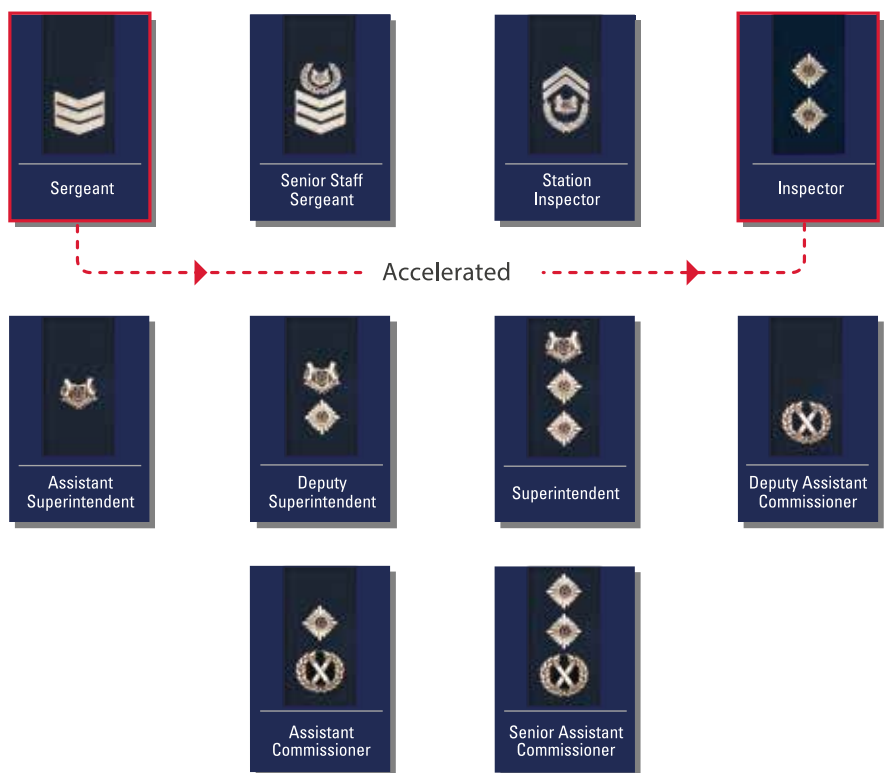 Sergeant
Senior Staff
Sergeant
Station
Inspector
Inspector
Accelerated
Assistant
Superintendent
Deputy
Superintendent
Superintendent
Deputy Assistant
Commissioner
Assistant
Commissioner
Senior Assistant
Commissioner